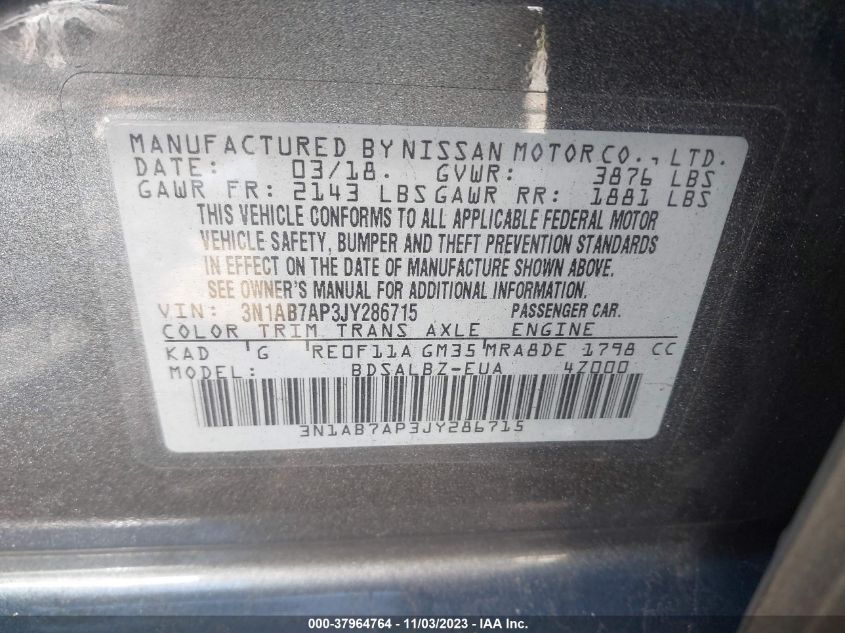 MANUFACTURED BY NISSAN MOTOR CO., LTD.
DATE: 03/18. GVWR: 3876 LBS
GAWR FR: 2143 LBS GAWR RR: 1881 LBS
THIS VEHICLE CONFORMS TO ALL APPLICABLE FEDERAL MOTOR
VEHICLE SAFETY, BUMPER AND THEFT PREVENTION STANDARDS
IN EFFECT ON THE DATE OF MANUFACTURE SHOWN ABOVE.
SEE OWNER'S MANUAL FOR ADDITIONAL INFORMATION.
VIN: 3N1AB7AP3JY286715 PASSENGER CAR.
COLOR TRIM TRANS AXLE ENGINE
KAD G RE0F11A GM35 MRA8DE 1798 CC
MODEL: BDSALBZ-EUA 4Z000
3N1AB7AP3JY286715
000-37964764 - 11/03/2023 - IAA Inc.